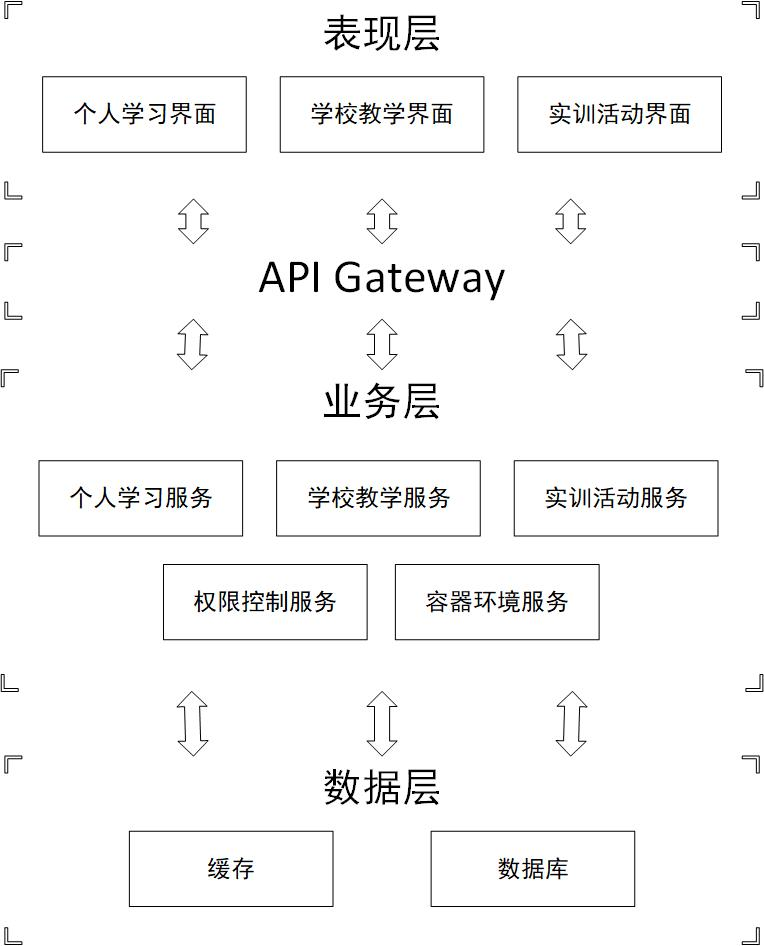 表现层
个人学习界面 学校教学界面 实训活动界面
API Gateway
业务层
个人学习服务 学校教学服务 实训活动服务
权限控制服务 容器环境服务
数据层
缓存 数据库